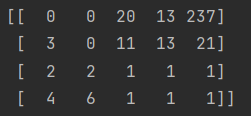 [[  0   0  20  13 237]
 [  3   0  11  13  21]
 [  2   2   1   1   1]
 [  4   6   1   1   1]]